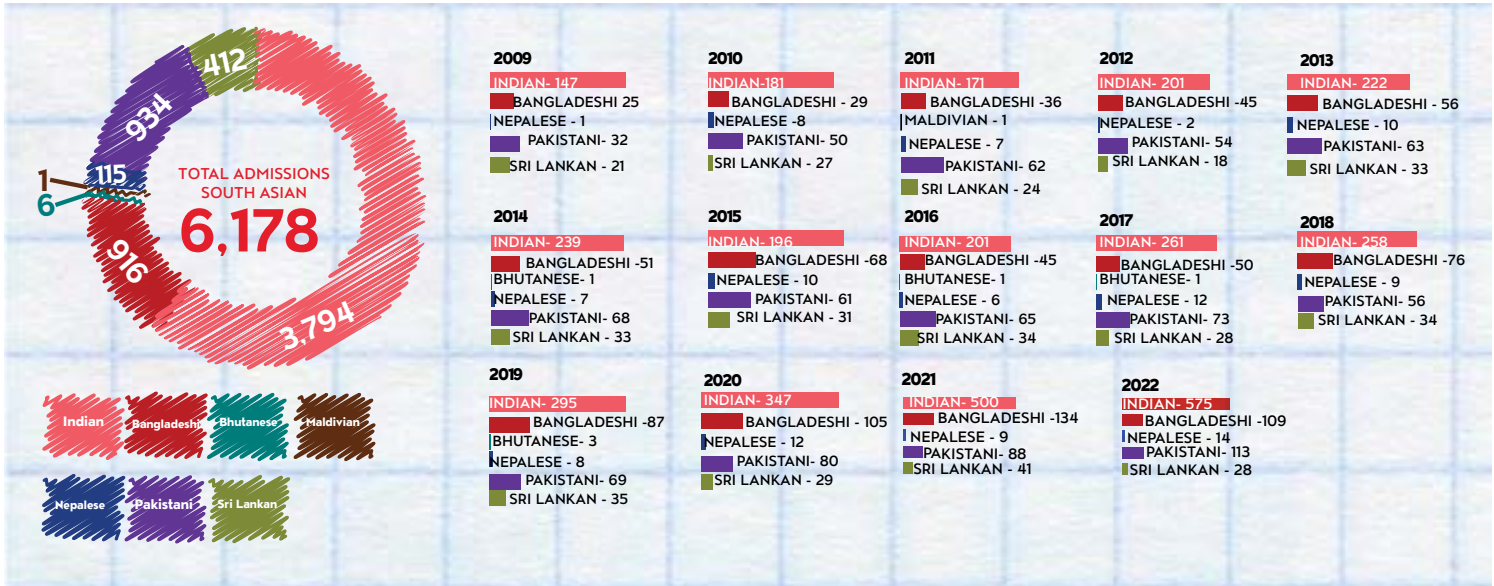 412
934
115
1
6
916
3,794
TOTAL ADMISSIONS
SOUTH ASIAN
6,178
Indian
Bangladeshi
Bhutanese
Maldivian
Nepalese
Pakistani
Sri Lankan
2009
INDIAN- 147
BANGLADESHI 25
NEPALESE - 1
PAKISTANI- 32
SRI LANKAN - 21
2010
INDIAN-181
BANGLADESHI - 29
NEPALESE -8
PAKISTANI- 50
SRI LANKAN - 27
2011
INDIAN- 171
BANGLADESHI -36
MALDIVIAN - 1
NEPALESE - 7
PAKISTANI- 62
SRI LANKAN - 24
2012
INDIAN- 201
BANGLADESHI -45
NEPALESE - 2
PAKISTANI- 54
SRI LANKAN - 18
2013
INDIAN- 222
BANGLADESHI - 56
NEPALESE - 10
PAKISTANI- 63
SRI LANKAN - 33
2014
INDIAN- 239
BANGLADESHI -51
BHUTANESE- 1
NEPALESE - 7
PAKISTANI- 68
SRI LANKAN - 33
2015
INDIAN- 196
BANGLADESHI -68
NEPALESE - 10
PAKISTANI- 61
SRI LANKAN - 31
2016
INDIAN- 201
BANGLADESHI -45
BHUTANESE- 1
NEPALESE - 6
PAKISTANI- 65
SRI LANKAN - 34
2017
INDIAN- 261
BANGLADESHI -50
BHUTANESE- 1
NEPALESE - 12
PAKISTANI- 73
SRI LANKAN - 28
2018
INDIAN- 258
BANGLADESHI -76
NEPALESE - 9
PAKISTANI- 56
SRI LANKAN - 34
2019
INDIAN- 295
BANGLADESHI -87
BHUTANESE- 3
NEPALESE - 8
PAKISTANI- 69
SRI LANKAN - 35
2020
INDIAN- 347
BANGLADESHI - 105
NEPALESE - 12
PAKISTANI- 80
SRI LANKAN - 29
2021
INDIAN- 500
BANGLADESHI -134
NEPALESE - 9
PAKISTANI- 88
SRI LANKAN - 41
2022
INDIAN- 575
BANGLADESHI -109
NEPALESE - 14
PAKISTANI- 113
SRI LANKAN - 28